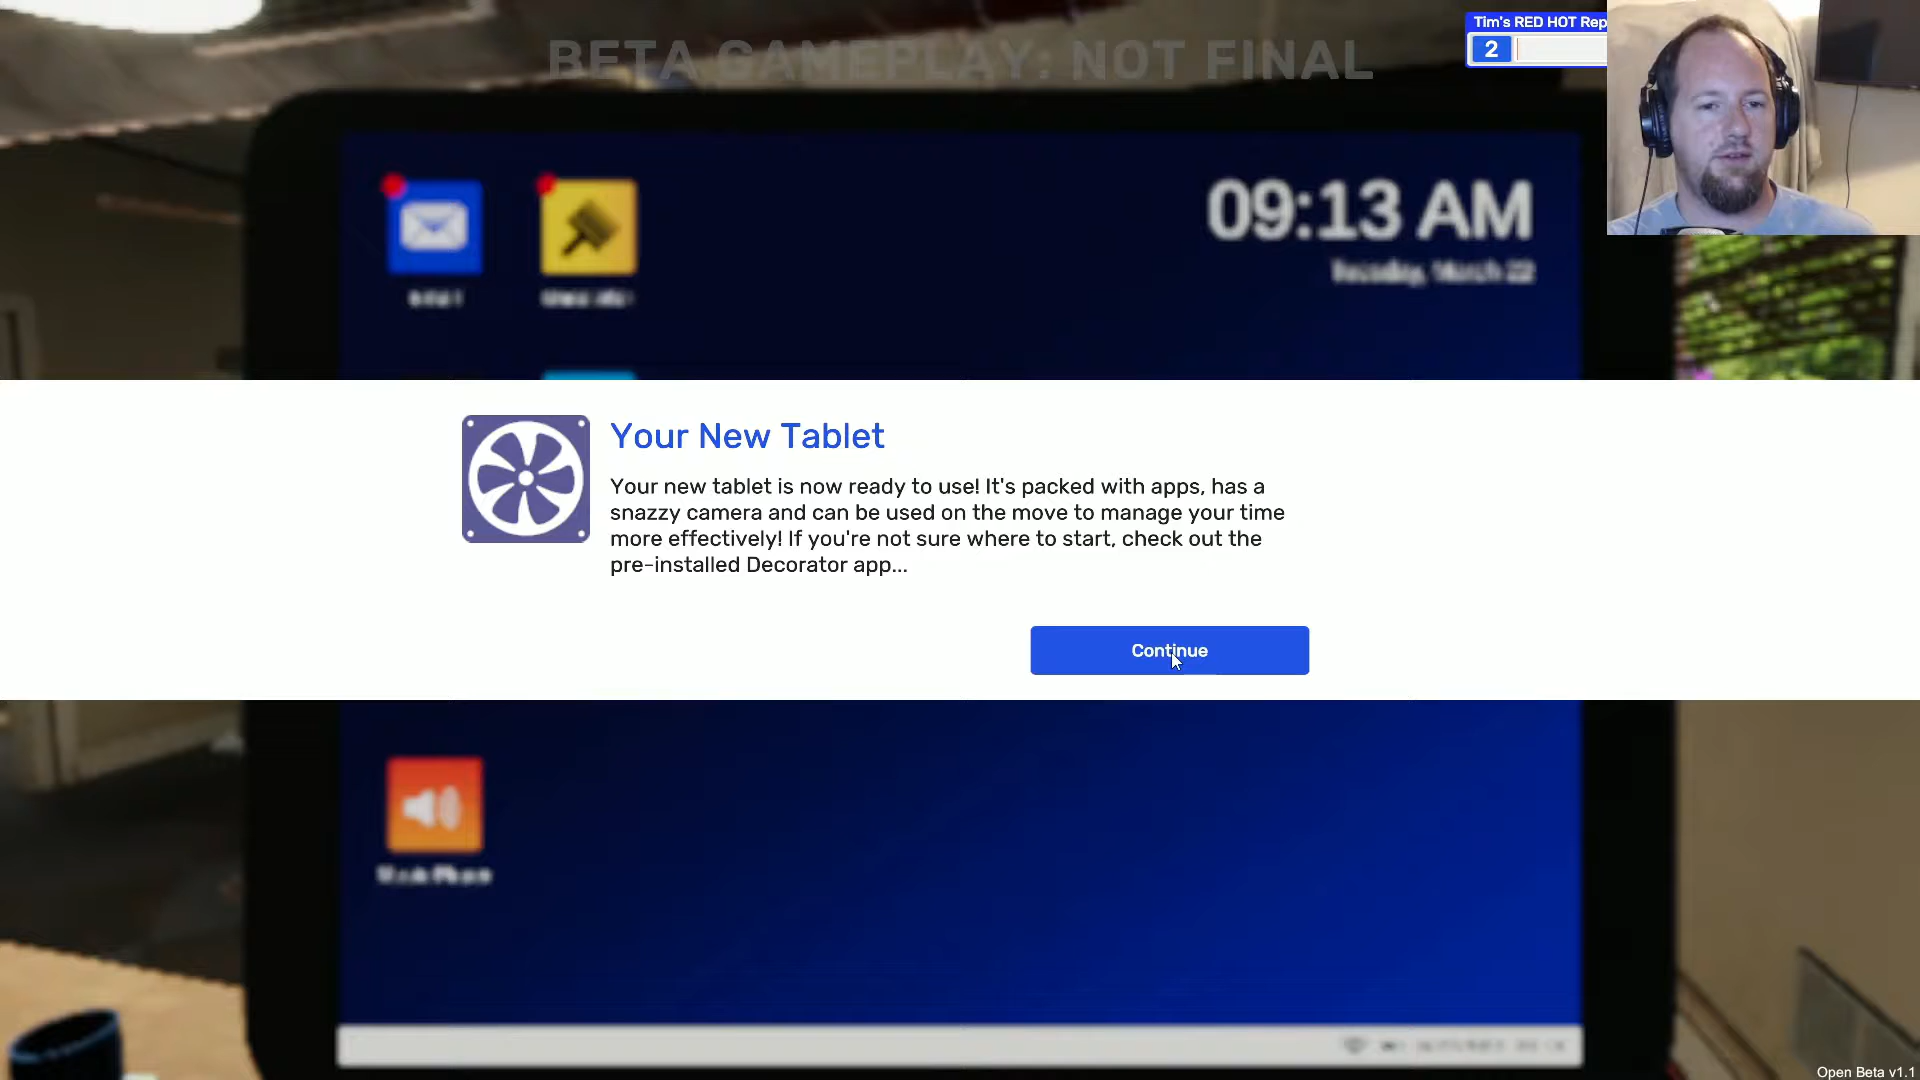 BETA GAMEPLAY: NOT FINAL
Tim's RED HOT Rep
2
09:13 AM
Tuesday, March 22
Your New Tablet
Your new tablet is now ready to use! It's packed with apps, has a
snazzy camera and can be used on the move to manage your time
more effectively! If you're not sure where to start, check out the
pre-installed Decorator app...
Continue
Open Beta v1.1